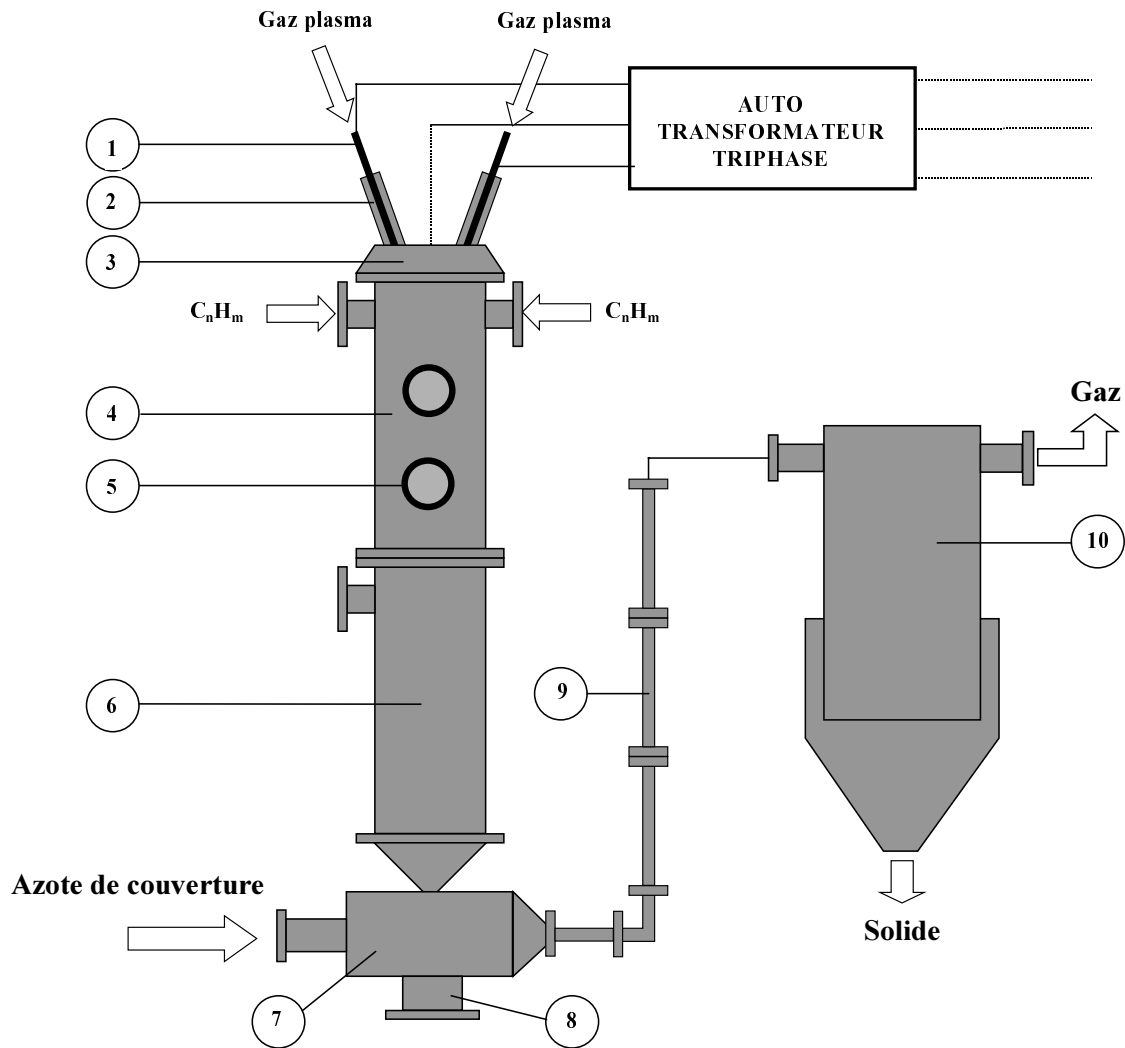 Gaz plasma
Gaz plasma
AUTO
TRANSFORMATEUR
TRIPHASE
1
2
3
CnHm
CnHm
4
5
Gaz
10
6
9
Azote de couverture
Solide
7
8